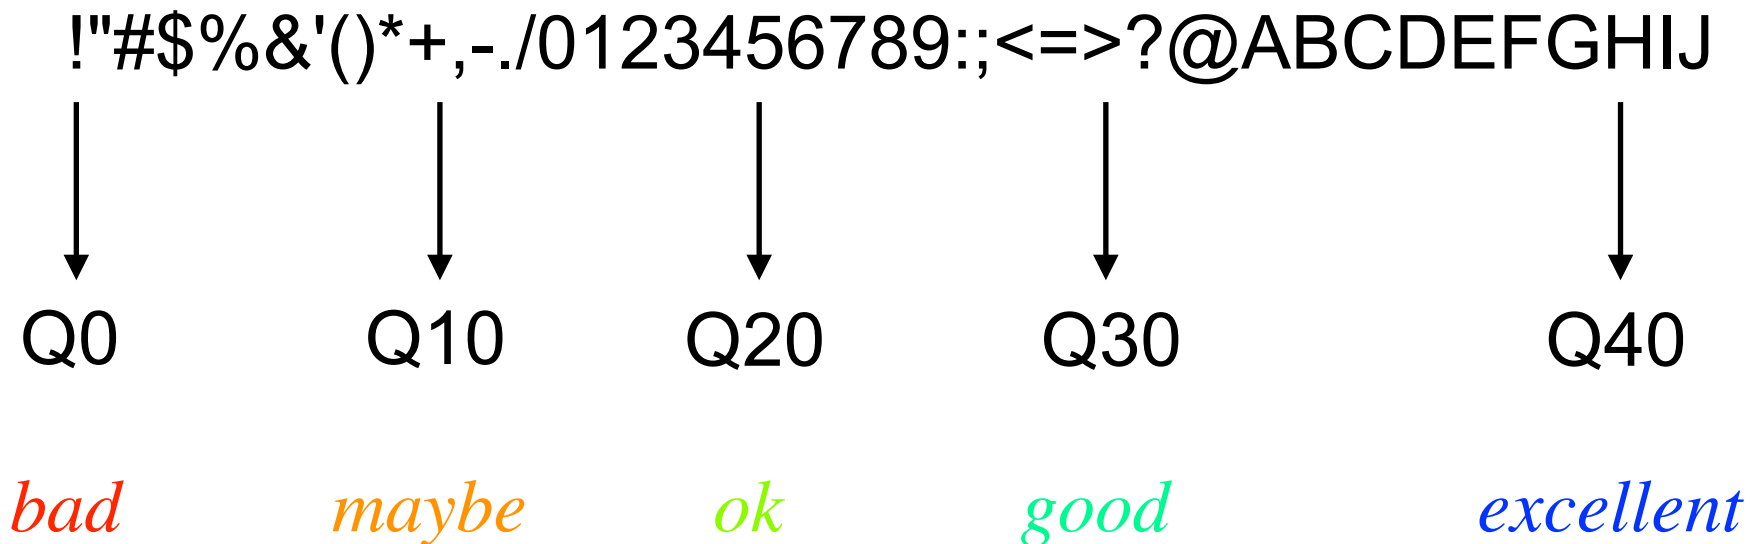 !"#$%&'()*+,-./0123456789:;<=>?@ABCDEFGHIJ
Q0 Q10 Q20 Q30 Q40
bad maybe ok good excellent